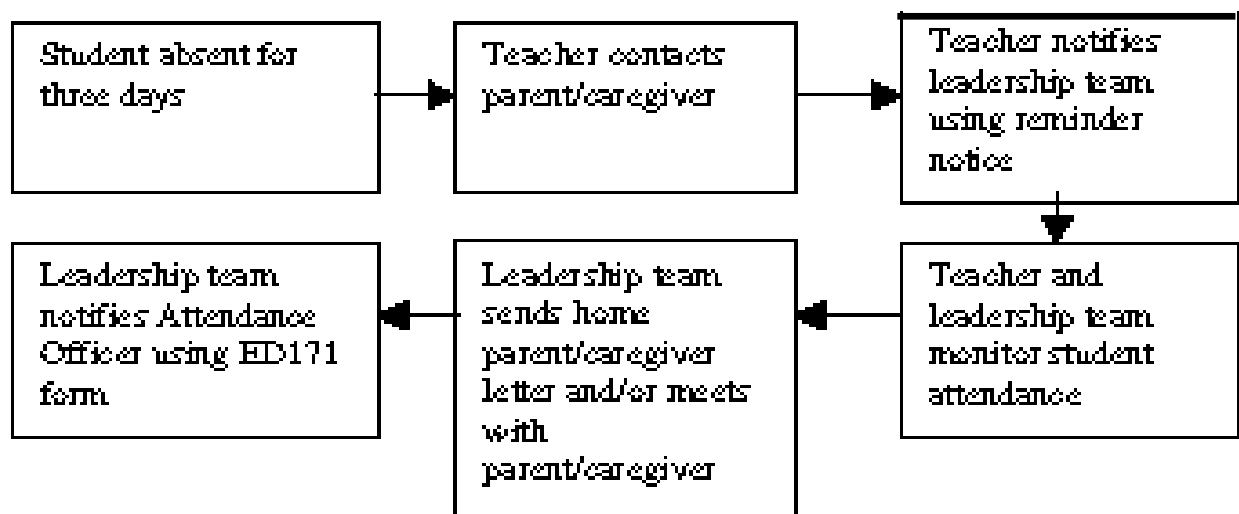 Student absent for
three days
Teacher contacts
parent/caregiver
Teacher notifies
leadership team
using reminder
notice
Teacher and
leadership team
monitor student
attendance
Leadership team
sends home
parent/caregiver
letter and/or meets
with
parent/caregiver
Leadership team
notifies Attendance
Officer using ED171
form